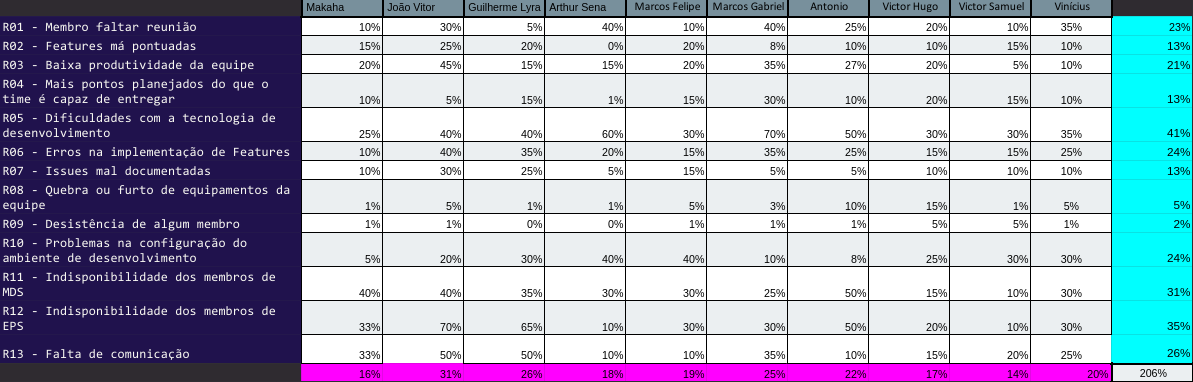 Makaha João Vitor Guilherme Lyra Arthur Sena Marcos Felipe Marcos Gabriel Antonio Victor Hugo Victor Samuel Vinícius
R01 - Membro faltar reunião 10% 30% 5% 40% 10% 40% 25% 20% 10% 35% 23%
R02 - Features má pontuadas 15% 25% 20% 0% 20% 8% 10% 10% 15% 10% 13%
R03 - Baixa produtividade da equipe 20% 45% 15% 15% 20% 35% 27% 20% 5% 10% 21%
R04 - Mais pontos planejados do que o
time é capaz de entregar 10% 5% 15% 1% 15% 30% 10% 20% 15% 10% 13%
R05 - Dificuldades com a tecnologia de
desenvolvimento 25% 40% 40% 60% 30% 70% 50% 30% 30% 35% 41%
R06 - Erros na implementação de Features 10% 40% 35% 20% 15% 35% 25% 15% 15% 25% 24%
R07 - Issues mal documentadas 10% 30% 25% 5% 15% 5% 5% 10% 10% 10% 13%
R08 - Quebra ou furto de equipamentos da
equipe 1% 5% 1% 1% 5% 3% 10% 15% 1% 5% 5%
R09 - Desistência de algum membro 1% 1% 0% 0% 1% 1% 1% 5% 5% 1% 2%
R10 - Problemas na configuração do
ambiente de desenvolvimento 5% 20% 30% 40% 40% 10% 8% 25% 30% 30% 24%
R11 - Indisponibilidade dos membros de
MDS 40% 40% 35% 30% 30% 25% 50% 15% 10% 30% 31%
R12 - Indisponibilidade dos membros de
EPS 33% 70% 65% 10% 30% 30% 50% 20% 10% 30% 35%
R13 - Falta de comunicação 33% 50% 50% 10% 10% 35% 10% 15% 20% 25% 26%
16% 31% 26% 18% 19% 25% 22% 17% 14% 20% 206%